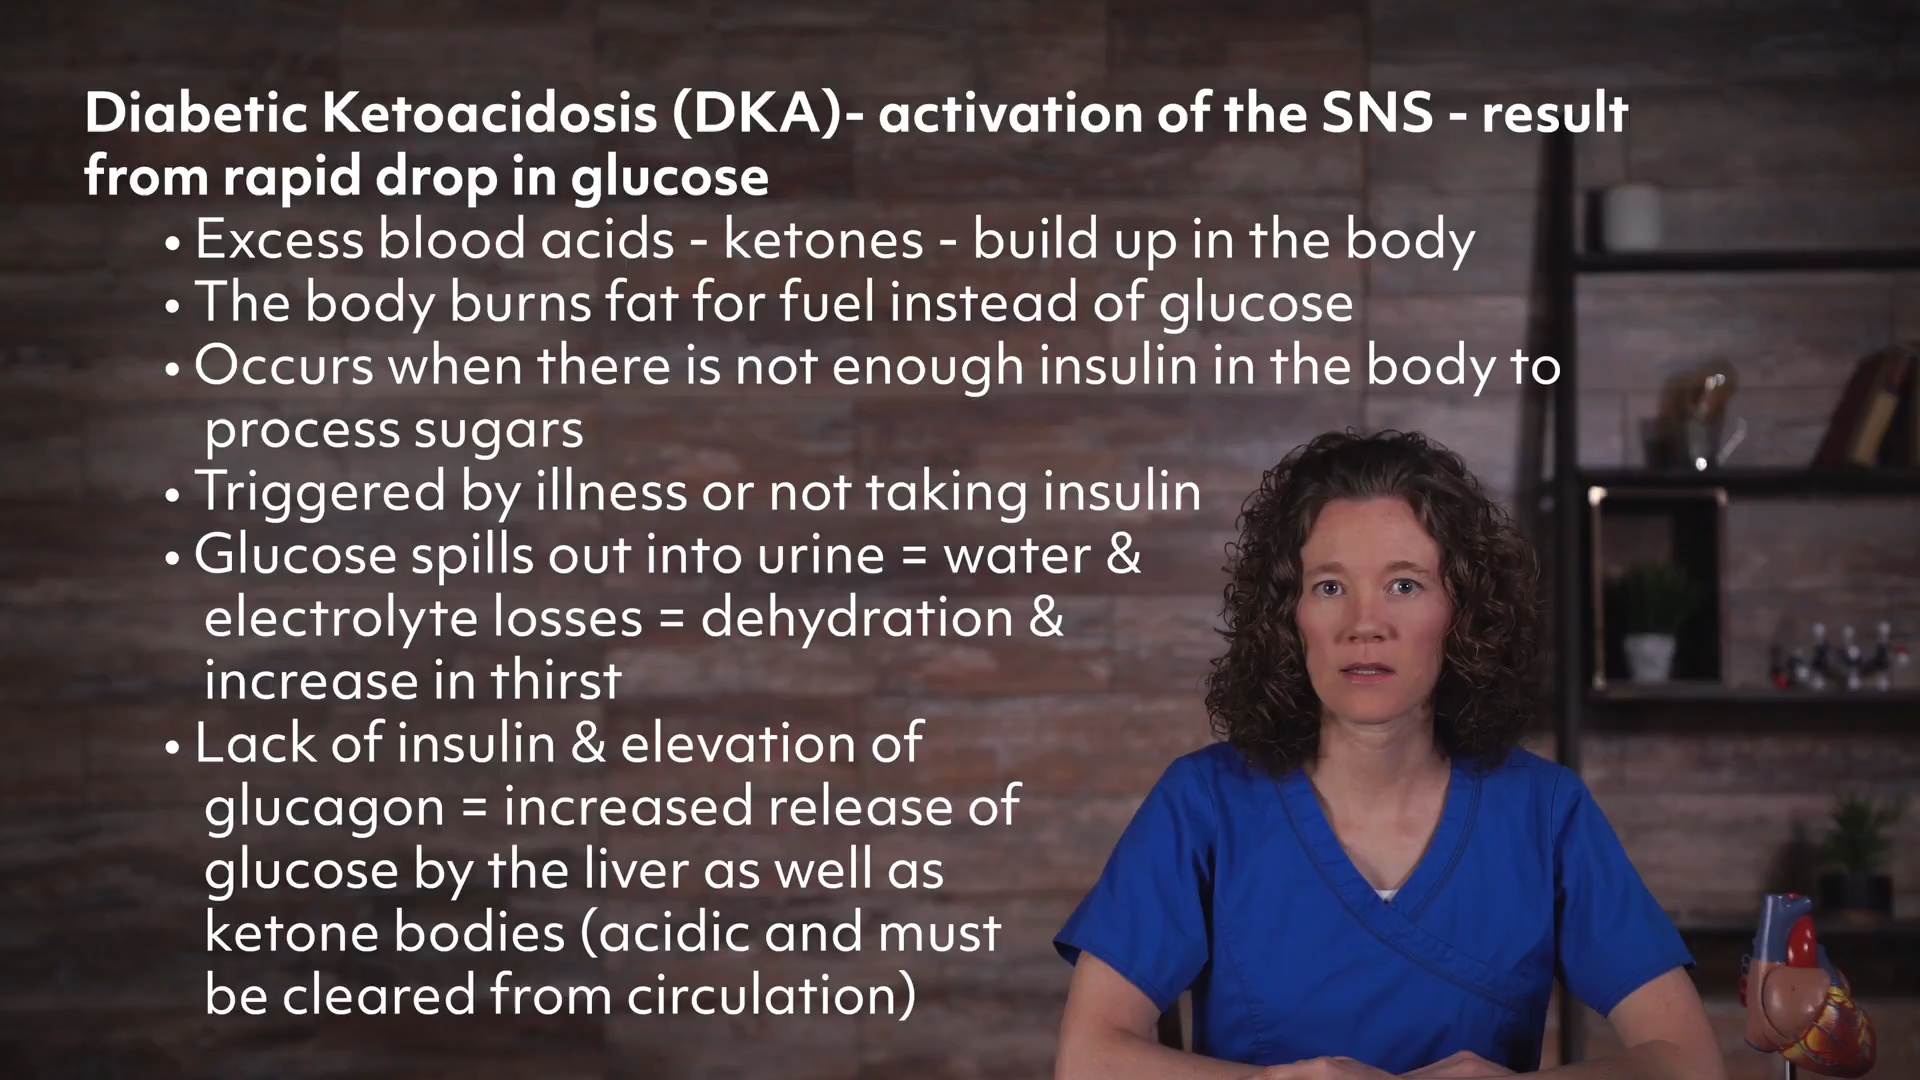 Diabetic Ketoacidosis (DKA)- activation of the SNS - result
from rapid drop in glucose
• Excess blood acids - ketones - build up in the body
• The body burns fat for fuel instead of glucose
• Occurs when there is not enough insulin in the body to
process sugars
• Triggered by illness or not taking insulin
• Glucose spills out into urine = water &
electrolyte losses = dehydration &
increase in thirst
• Lack of insulin & elevation of
glucagon = increased release of
glucose by the liver as well as
ketone bodies (acidic and must
be cleared from circulation)